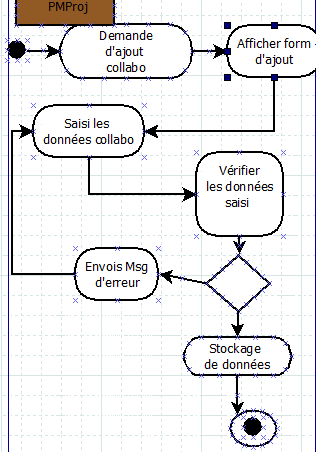 PMProj
Demande
d'ajout
collabo
Afficher form
d'ajout
Saisi les
données collabo
Vérifier
les données
saisi
Envois Msg
d'erreur
Stockage
de données